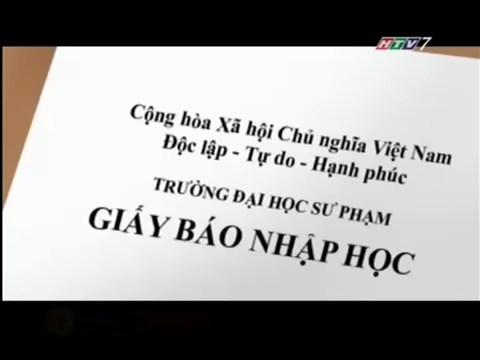 HTV7
Cộng hòa Xã hội Chủ nghĩa Việt Nam
Độc lập - Tự do - Hạnh phúc
TRƯỜNG ĐẠI HỌC SƯ PHẠM
GIẤY BÁO NHẬP HỌC